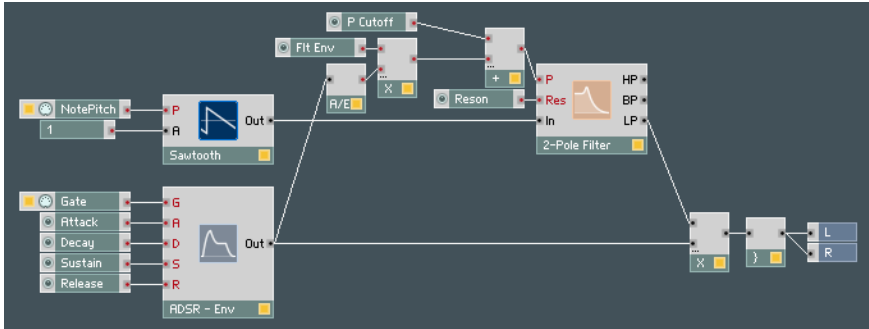 P Cutoff
Flt Env
...
X
A/E
...
+
NotePitch
1
P
A
Out
Sawtooth
Reson
P
Res
In
HP
BP
LP
2-Pole Filter
Gate
Attack
Decay
Sustain
Release
G
A
D
S
R
Out
ADSR - Env
...
X
}
L
R